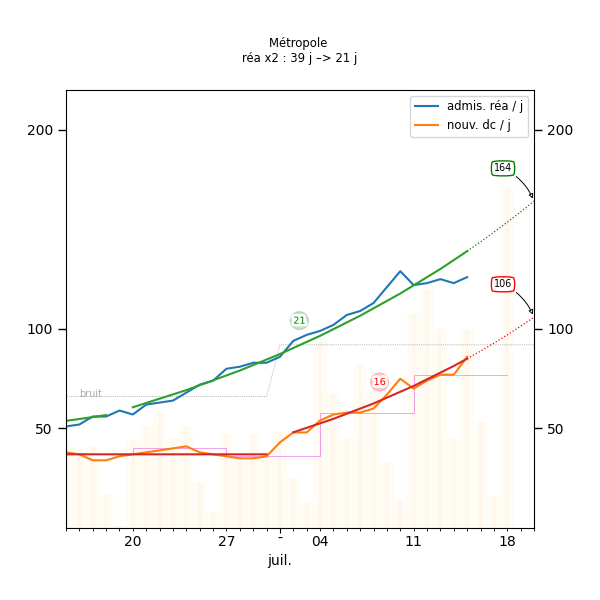 Métropole
réa x2 : 39 j –> 21 j
admis. réa / j
nouv. dc / j
200
200
164
106
21
100
100
16
bruit
50
50
20
27
-
04
11
18
juil.